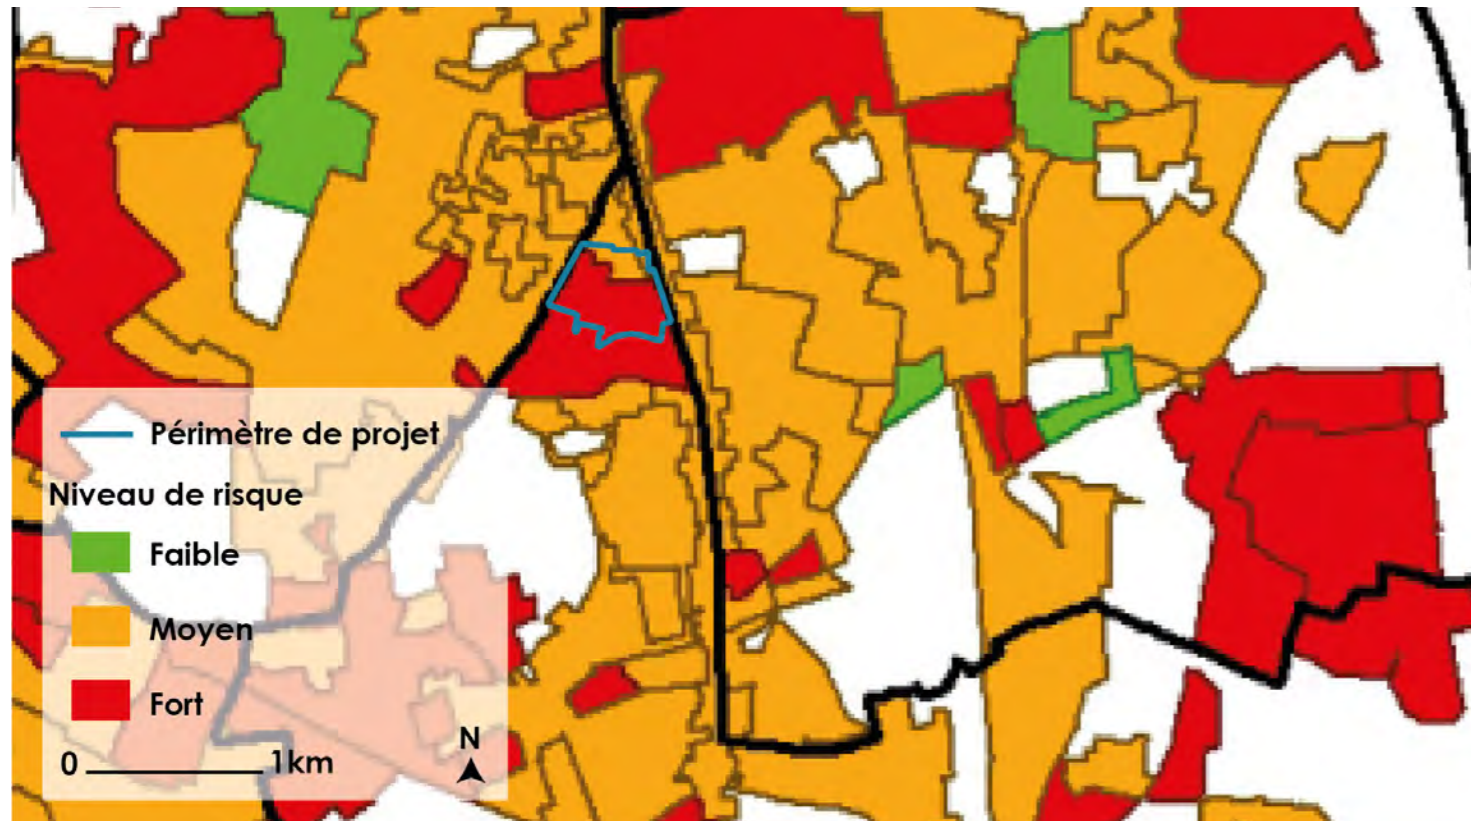 Périmètre de projet
Niveau de risque
Faible
Moyen
Fort
0 1km
N